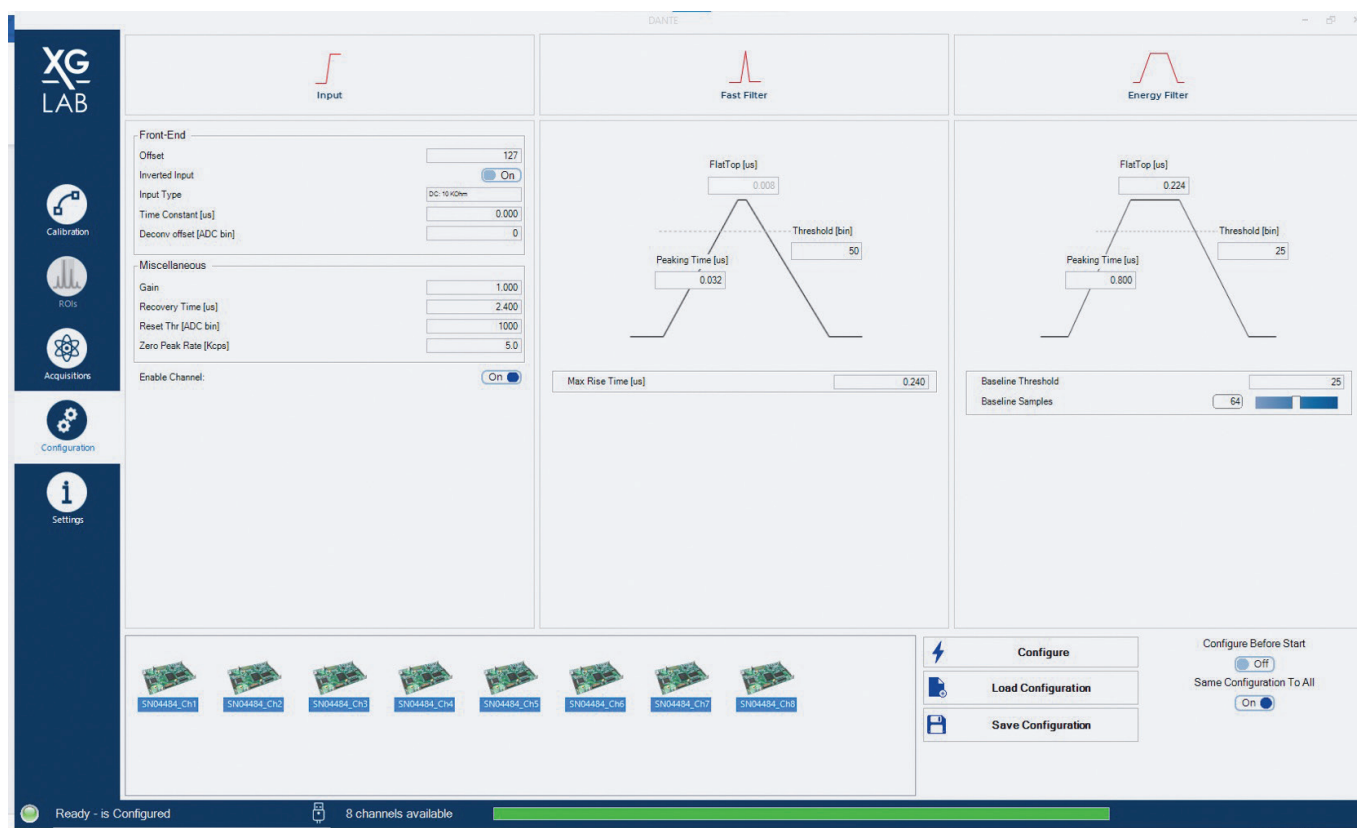 DANTE
XG
LAB
Calibration
ROIs
Acquisitions
Configuration
Settings
Input
Fast Filter
Energy Filter
Front-End
Offset 127
Inverted Input On
Input Type DC: 10 KOhm
Time Constant [us] 0.000
Deconv offset [ADC bin] 0
Miscellaneous
Gain 1.000
Recovery Time [us] 2.400
Reset Thr [ADC bin] 1000
Zero Peak Rate [Kcps] 5.0
Enable Channel: On
FlatTop [us]
0.008
Threshold [bin]
50
Peaking Time [us]
0.032
Max Rise Time [us] 0.240
FlatTop [us]
0.224
Threshold [bin]
25
Peaking Time [us]
0.800
Baseline Threshold 25
Baseline Samples 64
SN04484_Ch1 SN04484_Ch2 SN04484_Ch3 SN04484_Ch4 SN04484_Ch5 SN04484_Ch6 SN04484_Ch7 SN04484_Ch8
Configure
Load Configuration
Save Configuration
Configure Before Start
Off
Same Configuration To All
On
Ready - is Configured 8 channels available